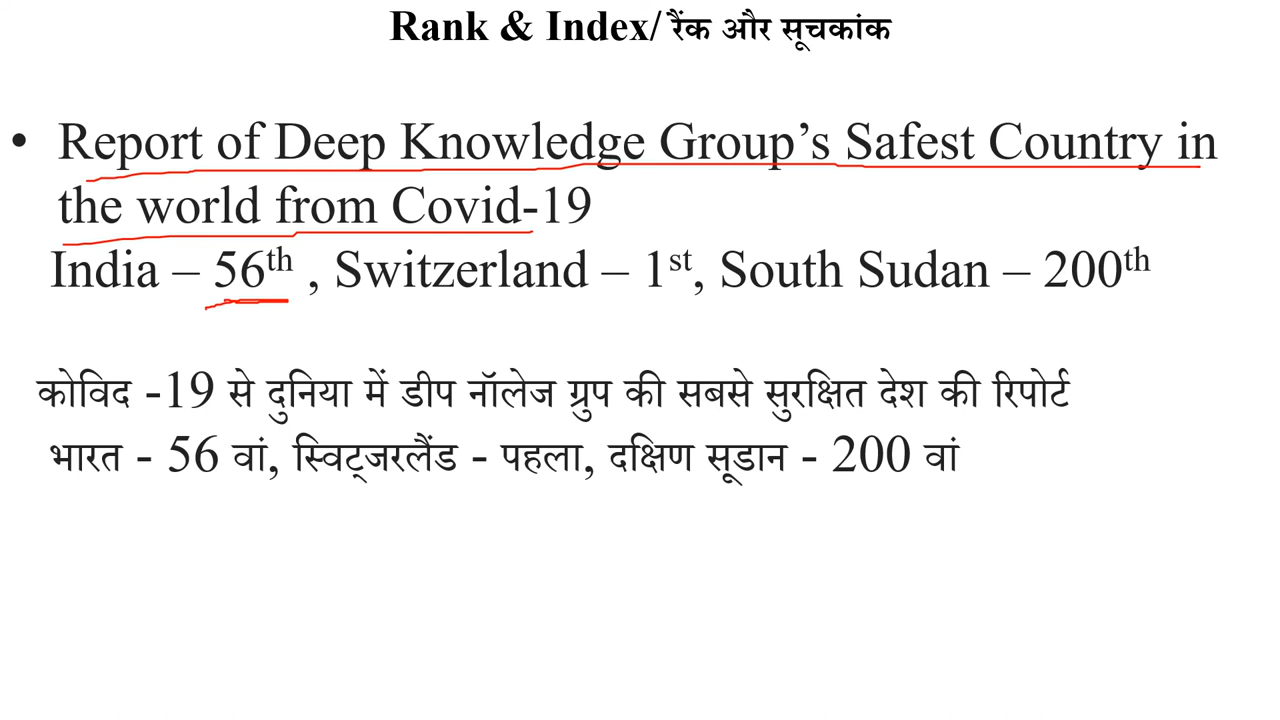 Rank & Index/ रैंक और सूचकांक
• Report of Deep Knowledge Group’s Safest Country in
the world from Covid-19
India – 56th , Switzerland – 1st, South Sudan – 200th
कोविद -19 से दुनिया में डीप नॉलेज ग्रुप की सबसे सुरक्षित देश की रिपोर्ट
भारत - 56 वां, स्विट्जरलैंड - पहला, दक्षिण सूडान - 200 वां